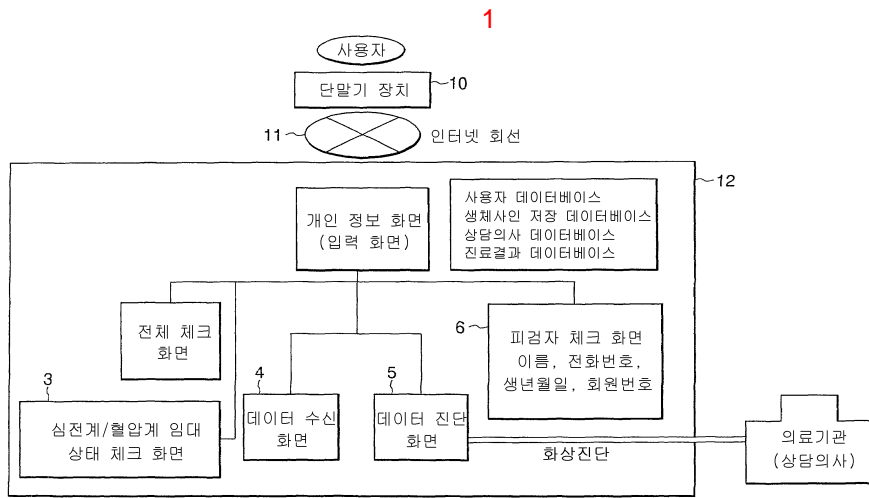 1
사용자
단말기 장치
10
11
인터넷 회선
12
개인 정보 화면
(입력 화면)
사용자 데이터베이스
생체사인 저장 데이터베이스
상담의사 데이터베이스
진료결과 데이터베이스
전체 체크
화면
6
피검자 체크 화면
이름, 전화번호,
생년월일, 회원번호
3
심전계/혈압계 임대
상태 체크 화면
4
데이터 수신
화면
5
데이터 진단
화면
화상진단
의료기관
(상담의사)